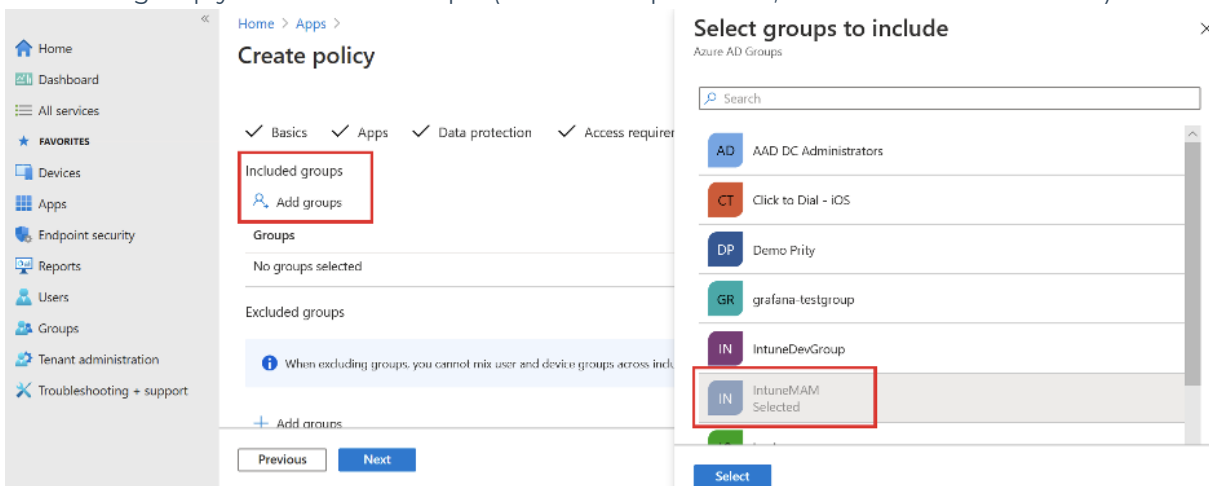 «
Home
Dashboard
All services
FAVORITES
Devices
Apps
Endpoint security
Reports
Users
Groups
Tenant administration
Troubleshooting + support
Home > Apps >
Create policy
Basics
Apps
Data protection
Access requirer
Included groups
Add groups
Groups
No groups selected
Excluded groups
When excluding groups, you cannot mix user and device groups across inclu
+ Add groups
Previous
Next
Select groups to include
Azure AD Groups
Search
AD AAD DC Administrators
CT Click to Dial - iOS
DP Demo Prity
GR grafana-testgroup
IN IntuneDevGroup
IN IntuneMAM
Selected
Select